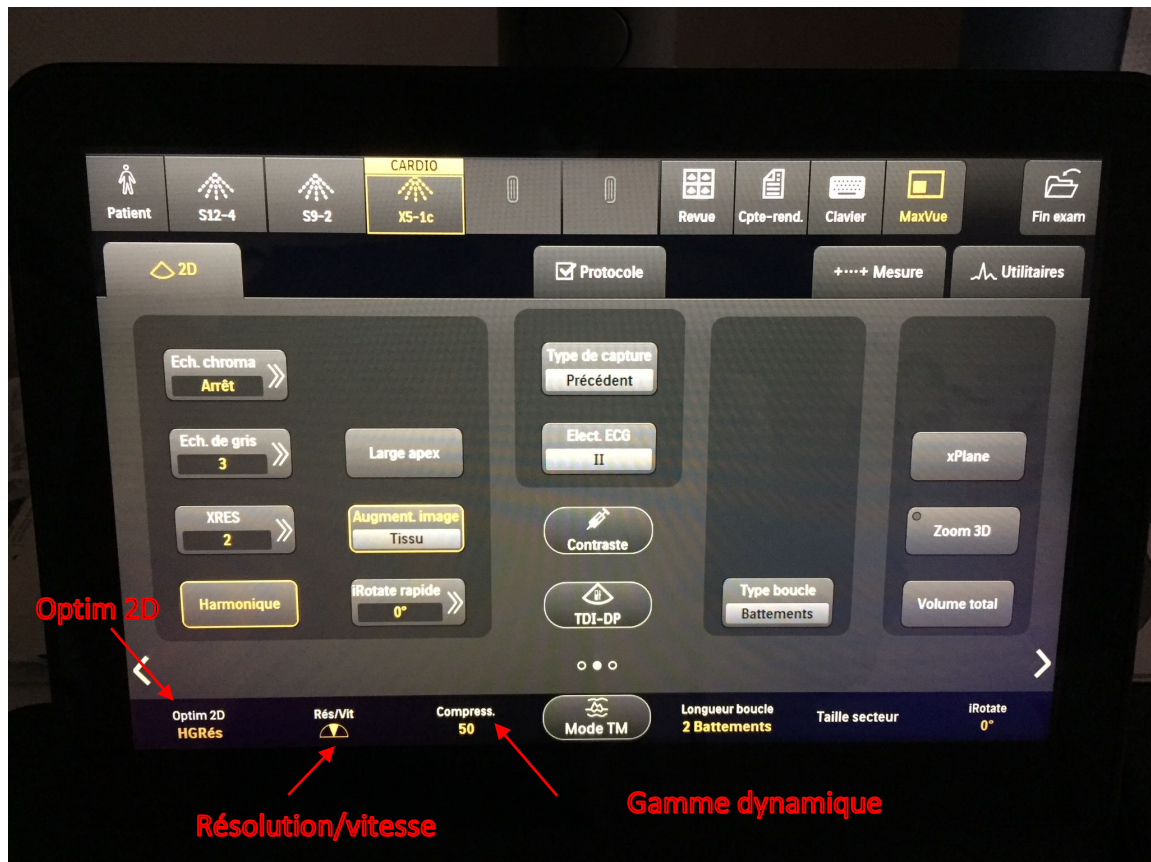 CARDIO
Patient
S12-4
S9-2
X5-1c
Revue
Cpte-rend.
Clavier
MaxVue
Fin exam
2D
Protocole
Mesure
Utilitaires
Ech. chroma
Arrêt
Type de capture
Précédent
Ech. de gris
3
Large apex
Elect. ECG
II
xPlane
XRES
2
Augment. image
Tissu
Contraste
Zoom 3D
Harmonique
iRotate rapide
0°
TDI-DP
Type boucle
Battements
Volume total
Optim 2D
Optim 2D
HGRés
Rés/Vit
Compress.
50
Mode TM
Longueur boucle
2 Battements
Taille secteur
iRotate
0°
Gamme dynamique
Résolution/vitesse